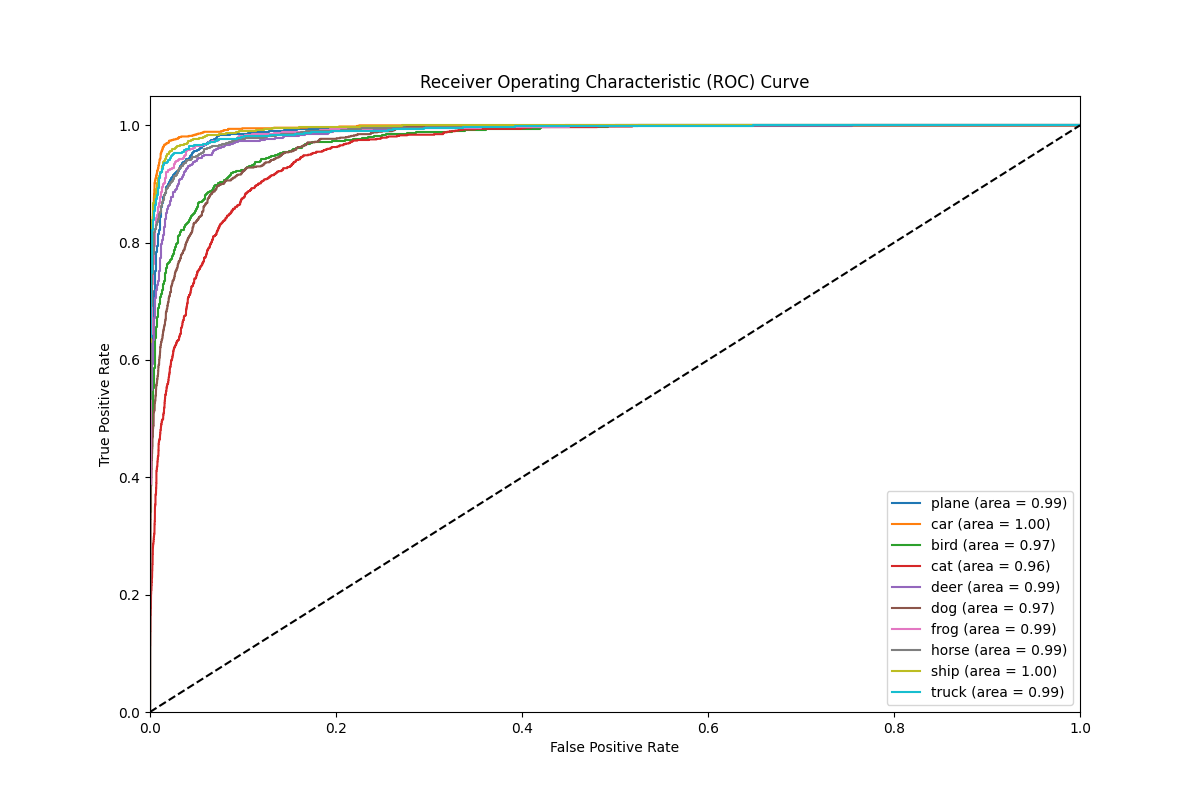 Receiver Operating Characteristic (ROC) Curve
1.0
0.8
0.6
0.4
0.2
0.0
True Positive Rate
plane (area = 0.99)
car (area = 1.00)
bird (area = 0.97)
cat (area = 0.96)
deer (area = 0.99)
dog (area = 0.97)
frog (area = 0.99)
horse (area = 0.99)
ship (area = 1.00)
truck (area = 0.99)
0.0 0.2 0.4 0.6 0.8 1.0
False Positive Rate